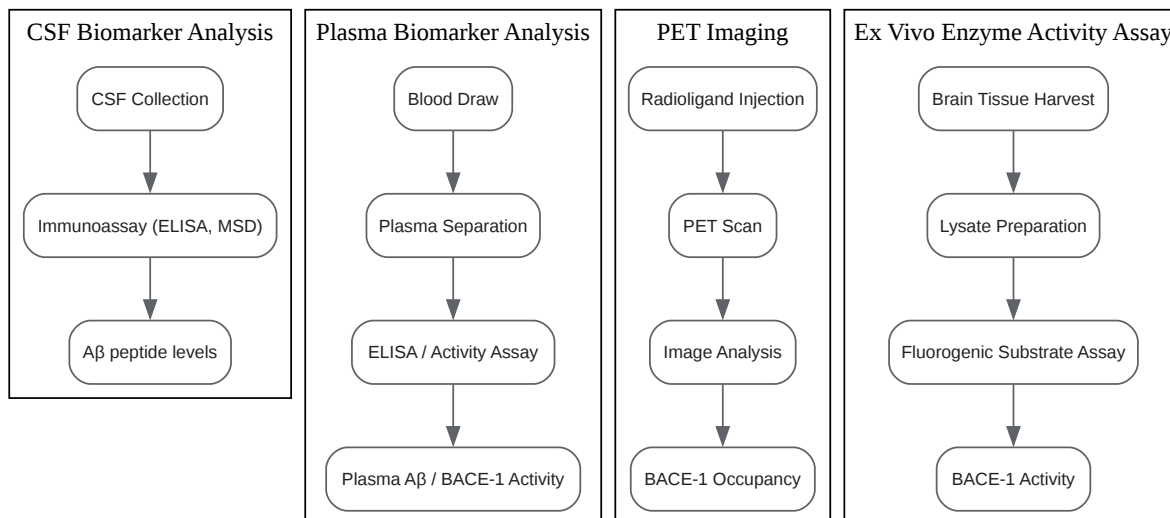 CSF Biomarker Analysis
CSF Collection
Immunoassay (ELISA, MSD)
Aβ peptide levels
Plasma Biomarker Analysis
Blood Draw
Plasma Separation
ELISA / Activity Assay
Plasma Aβ / BACE-1 Activity
PET Imaging
Radioligand Injection
PET Scan
Image Analysis
BACE-1 Occupancy
Ex Vivo Enzyme Activity Assay
Brain Tissue Harvest
Lysate Preparation
Fluorogenic Substrate Assay
BACE-1 Activity